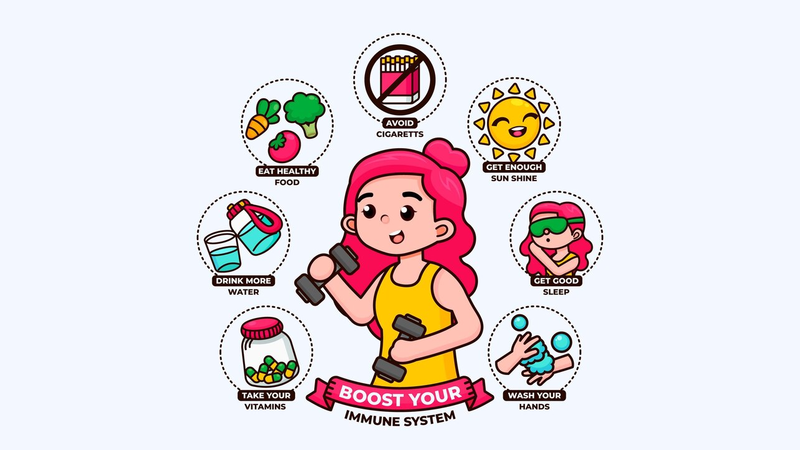 AVOID
CIGARETTS
EAT HEALTHY
FOOD
GET ENOUGH
SUN SHINE
DRINK MORE
WATER
GET GOOD
SLEEP
TAKE YOUR
VITAMINS
WASH YOUR
HANDS
BOOST YOUR
IMMUNE SYSTEM